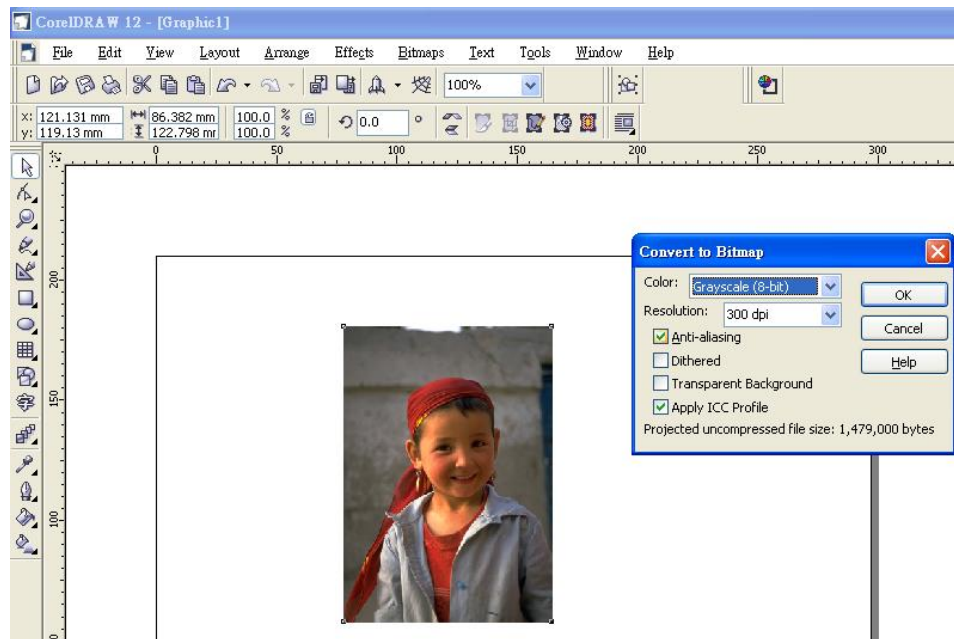 CorelDRAW 12 - [Graphic1]
File Edit View Layout Arrange Effects Bitmaps Text Tools Window Help
100%
x: 121.131 mm 86.382 mm 100.0 % 0.0 °
y: 119.13 mm 122.798 mr 100.0 %
0 50 100 150 200 250 300
200
150
100
Convert to Bitmap
Color: Grayscale (8-bit) OK
Resolution: 300 dpi
Cancel
Anti-aliasing
Dithered Help
Transparent Background
Apply ICC Profile
Projected uncompressed file size: 1,479,000 bytes